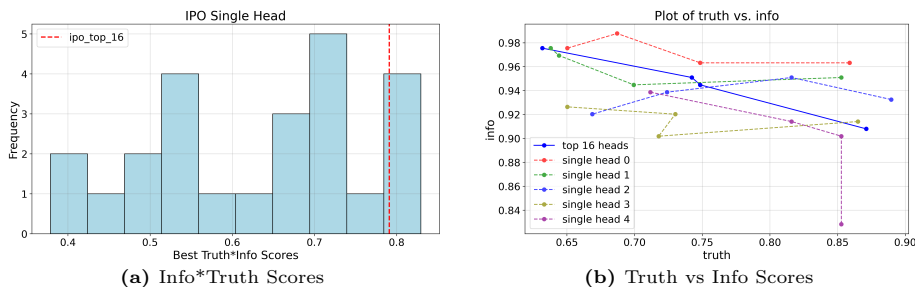 IPO Single Head
ipo_top_16
Frequency
5
4
3
2
1
0
0.4 0.5 0.6 0.7 0.8
Best Truth*Info Scores
(a) Info*Truth Scores
Plot of truth vs. info
info
0.98
0.96
0.94
0.92
0.90
0.88
0.86
0.84
top 16 heads
single head 0
single head 1
single head 2
single head 3
single head 4
0.65 0.70 0.75 0.80 0.85 0.90
truth
(b) Truth vs Info Scores